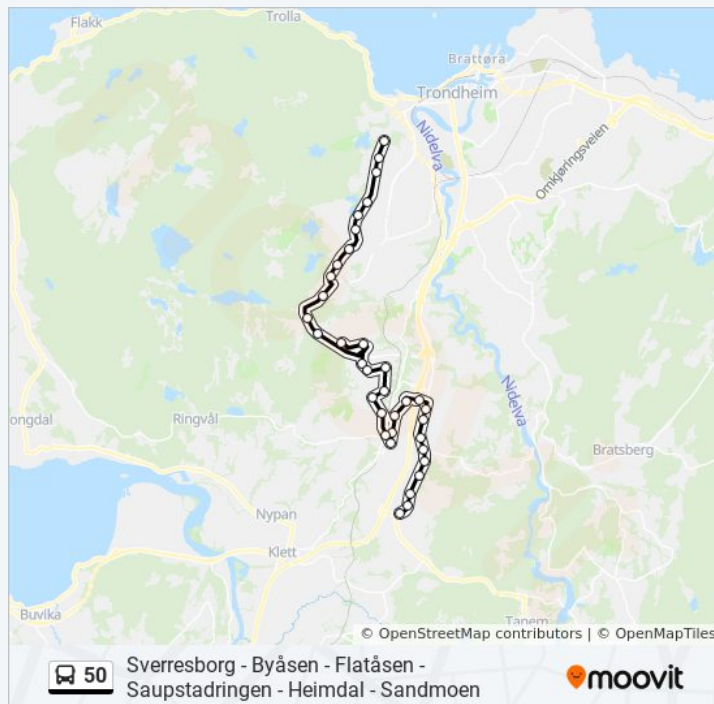 Flakk
Trolla
Brattøra
Trondheim
Nidelva
Omkjøringsveien
ongdal
Ringvål
Nidelva
Bratsberg
Nypan
Klett
Buvika
Tanem
© OpenStreetMap contributors | © OpenMapTiles
50
Sverresborg - Byåsen - Flatåsen -
Saupstadringen - Heimdal - Sandmoen
moovit